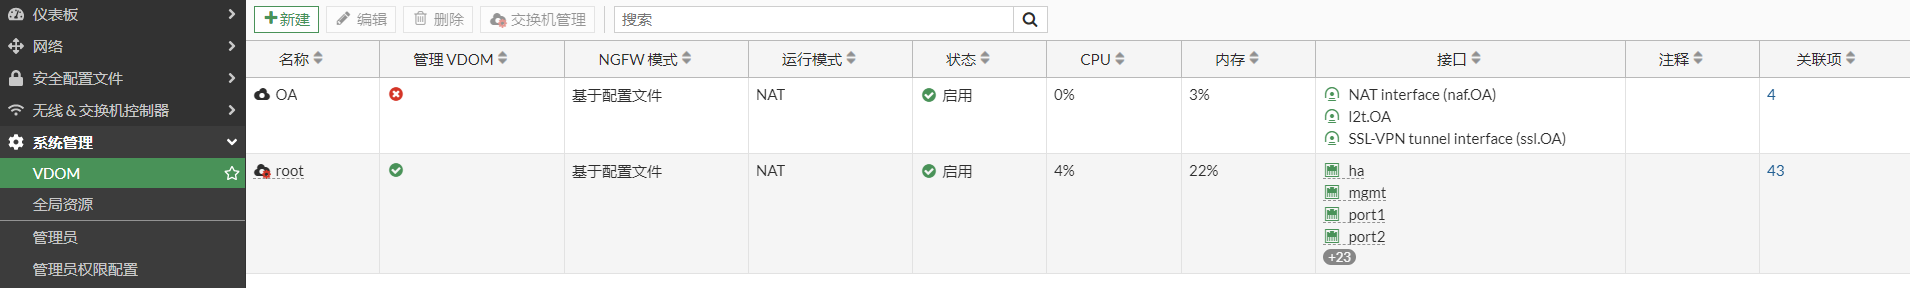 仪表板
网络
安全配置文件
无线 & 交换机控制器
系统管理
VDOM
全局资源
管理员
管理员权限配置
新建 编辑 删除 交换机管理 搜索
名称 管理 VDOM NGFW 模式 运行模式 状态 CPU 内存 接口 注释 关联项
OA 基于配置文件 NAT 启用 0% 3% NAT interface (naf.OA) 4
l2t.OA
SSL-VPN tunnel interface (ssl.OA)
root 基于配置文件 NAT 启用 4% 22% ha 43
mgmt
port1
port2
+23